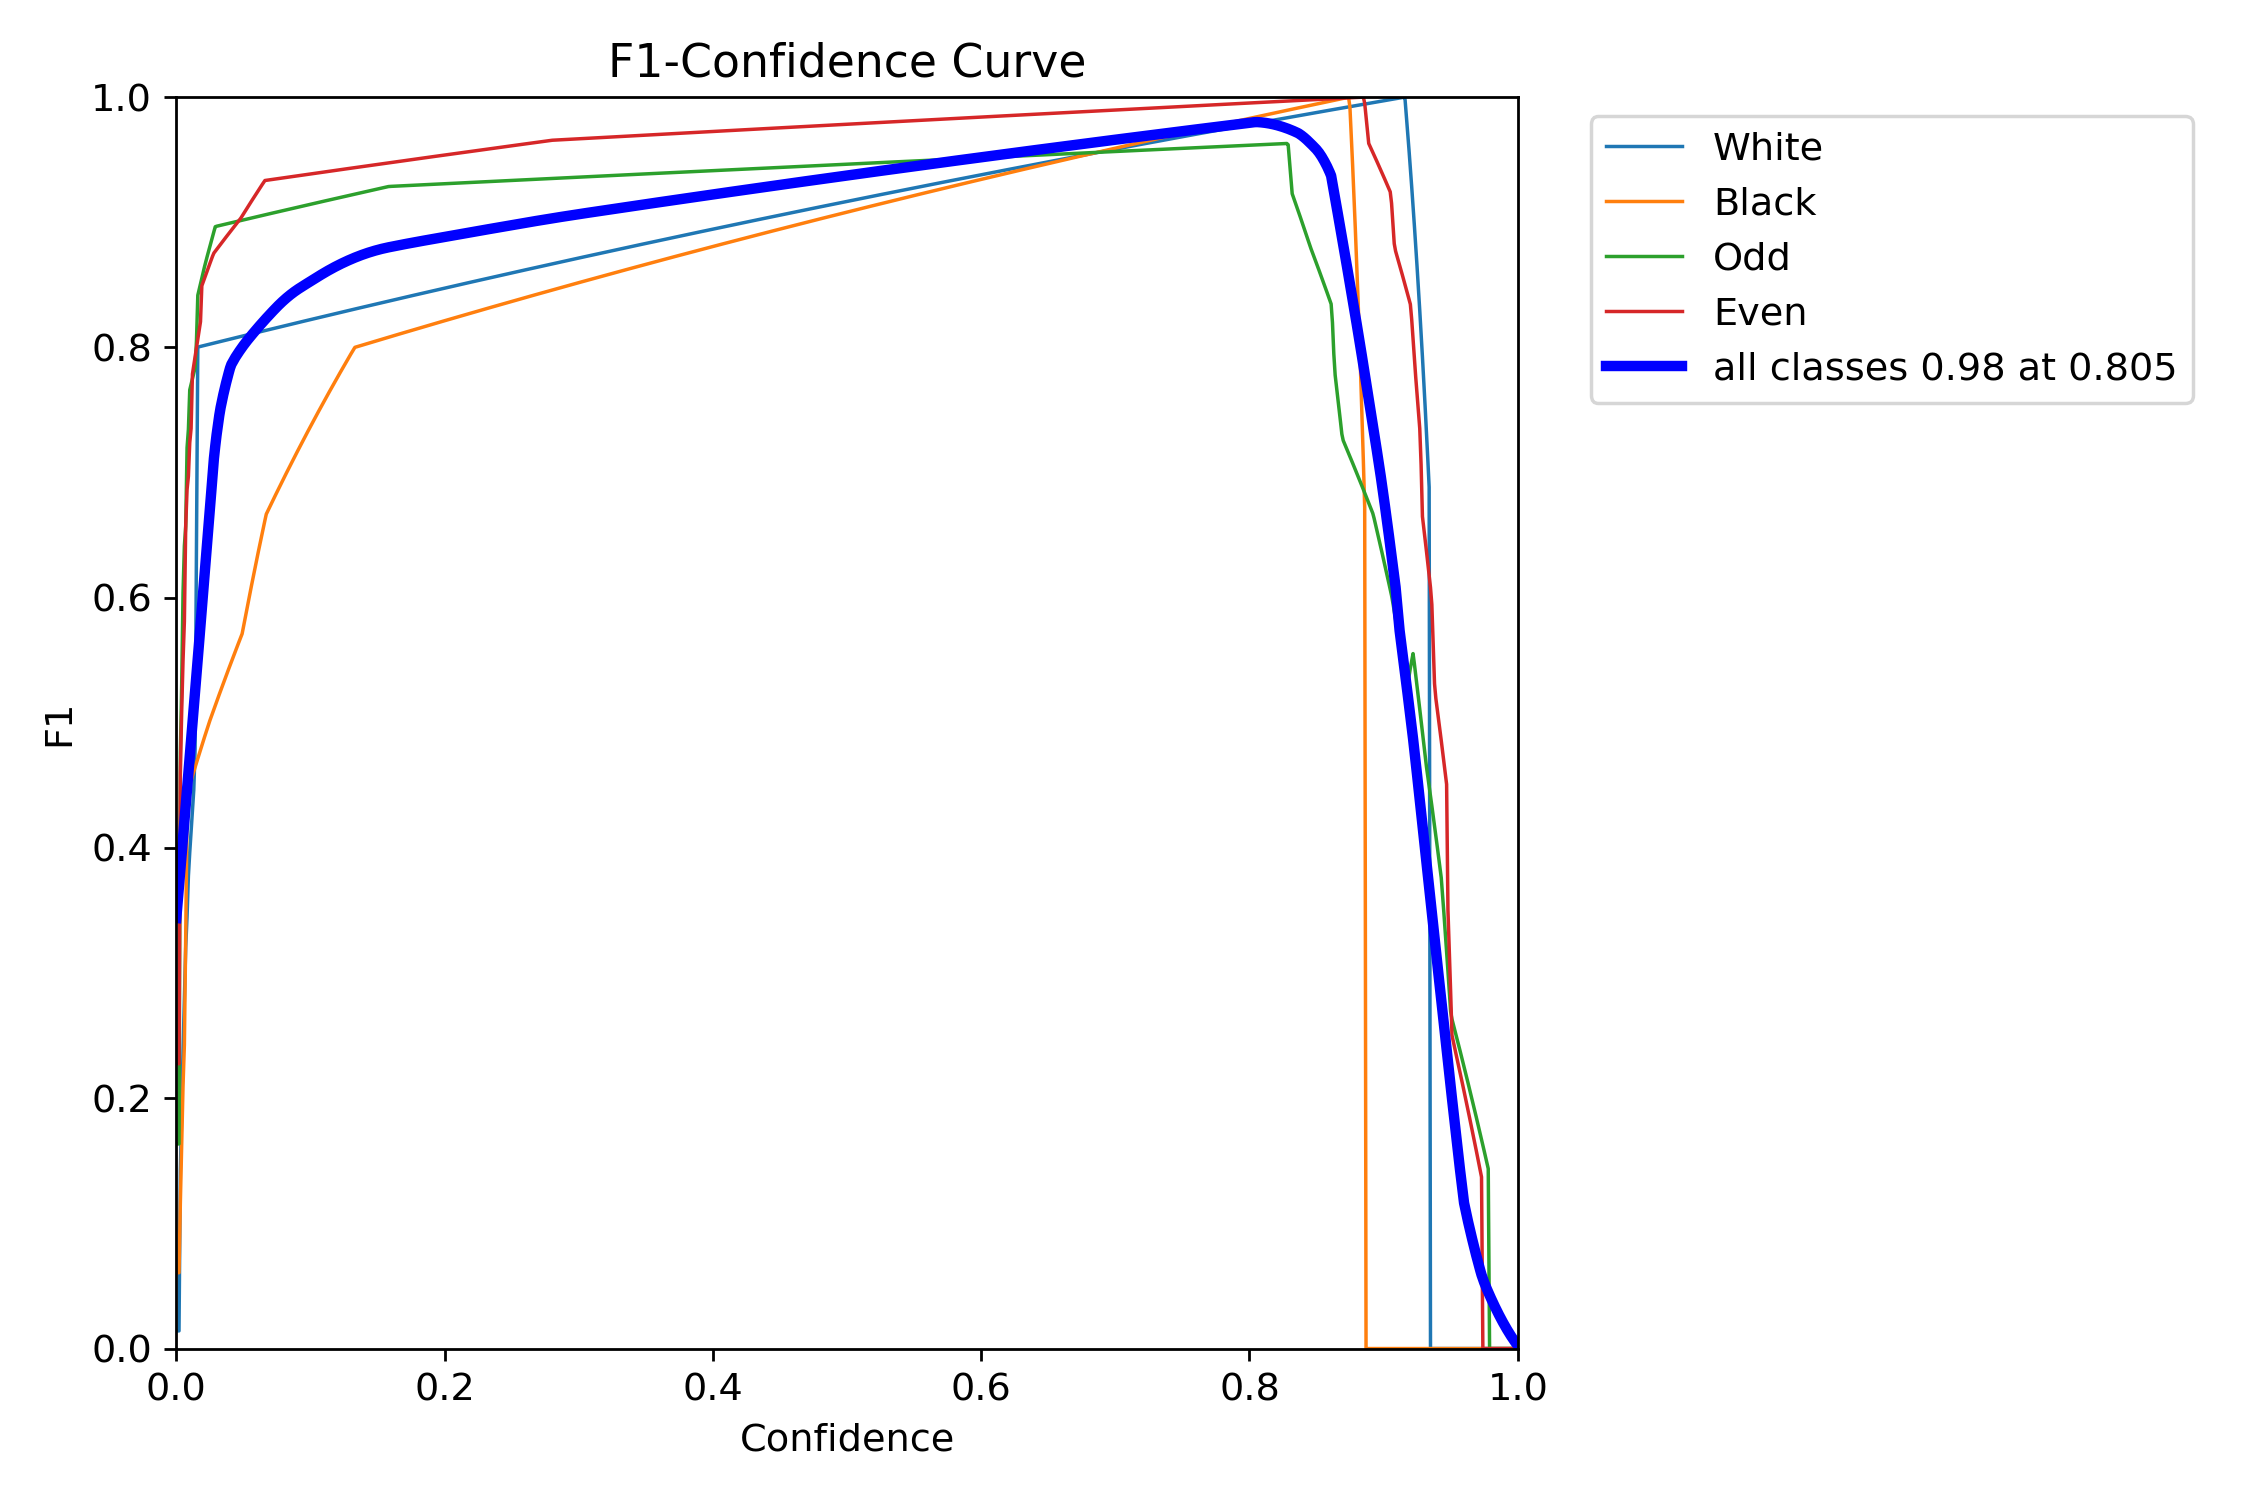 F1-Confidence Curve
1.0
0.8
0.6
0.4
0.2
0.0
F1
0.0 0.2 0.4 0.6 0.8 1.0
Confidence
White
Black
Odd
Even
all classes 0.98 at 0.805